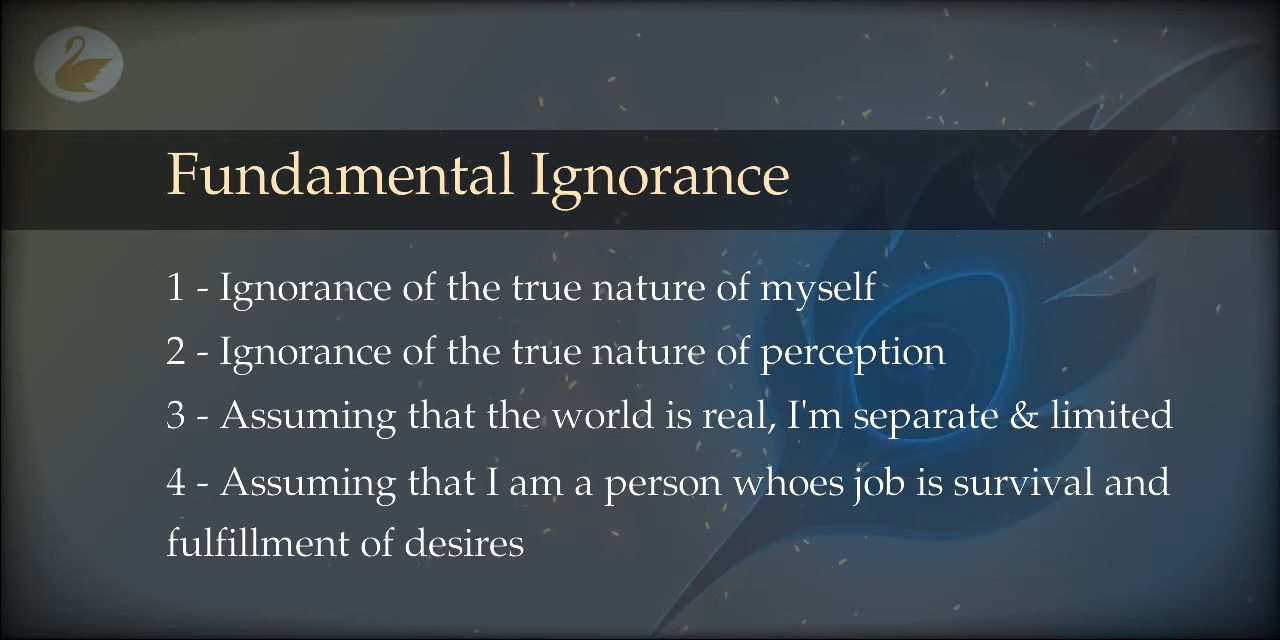 Fundamental Ignorance
1 - Ignorance of the true nature of myself
2 - Ignorance of the true nature of perception
3 - Assuming that the world is real, I'm separate & limited
4 - Assuming that I am a person whoes job is survival and
fulfillment of desires